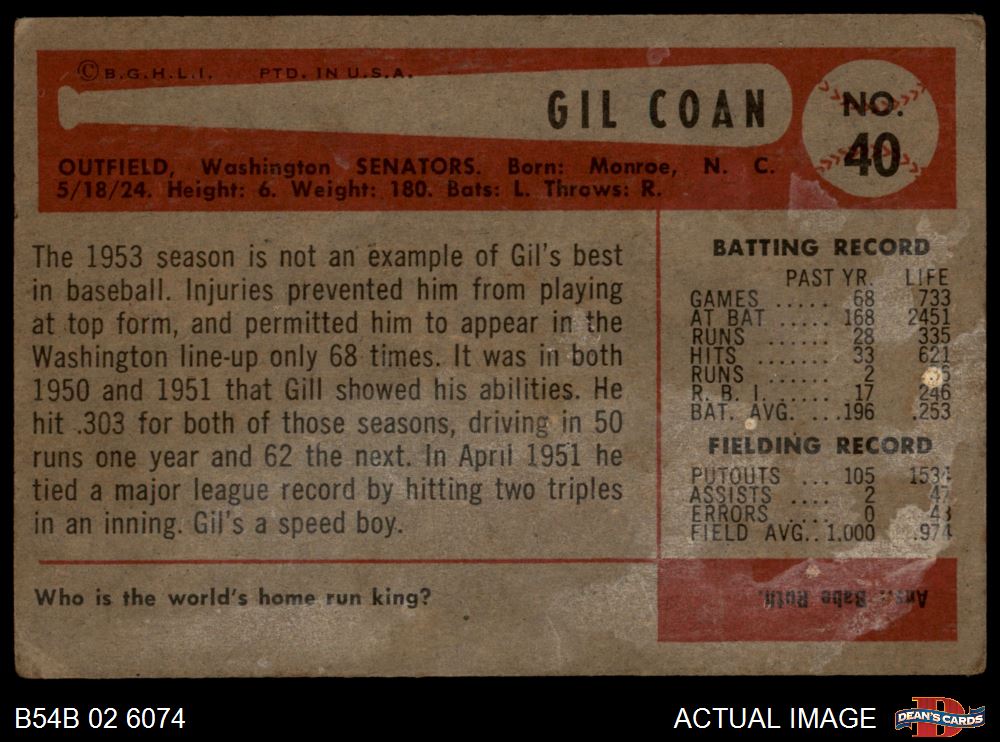 ©B.G.H.L.I. PTD. IN U.S.A.
GIL COAN
NO.
40
OUTFIELD, Washington SENATORS. Born: Monroe, N. C.
5/18/24. Height: 6. Weight: 180. Bats: L. Throws: R.
The 1953 season is not an example of Gil's best
in baseball. Injuries prevented him from playing
at top form, and permitted him to appear in the
Washington line-up only 68 times. It was in both
1950 and 1951 that Gill showed his abilities. He
hit .303 for both of those seasons, driving in 50
runs one year and 62 the next. In April 1951 he
tied a major league record by hitting two triples
in an inning. Gil's a speed boy.
Who is the world's home run king?
BATTING RECORD
PAST YR. LIFE
GAMES ..... 68 733
AT BAT ..... 168 2451
RUNS ...... 28 335
HITS ...... 33 621
RUNS ...... 2
R. B. I. ...... 17 246
BAT. AVG. ....196 .253
FIELDING RECORD
PUTOUTS ... 105 1534
ASSISTS .... 2 47
ERRORS .... 0 43
FIELD AVG.. 1.000 .974
Ans.: Babe Ruth.
B54B 02 6074
ACTUAL IMAGE
DEAN'S CARDS